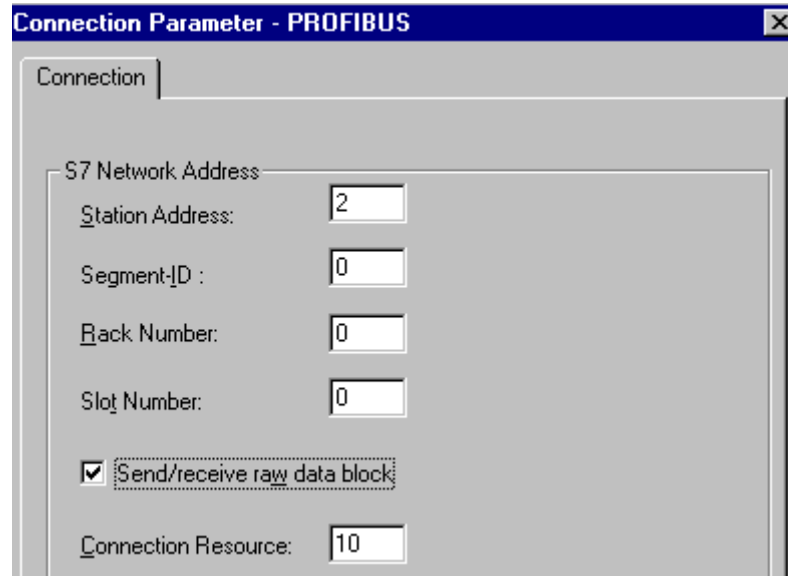 Connection Parameter - PROFIBUS
Connection
S7 Network Address
Station Address: 2
Segment-ID : 0
Rack Number: 0
Slot Number: 0
Send/receive raw data block
Connection Resource: 10